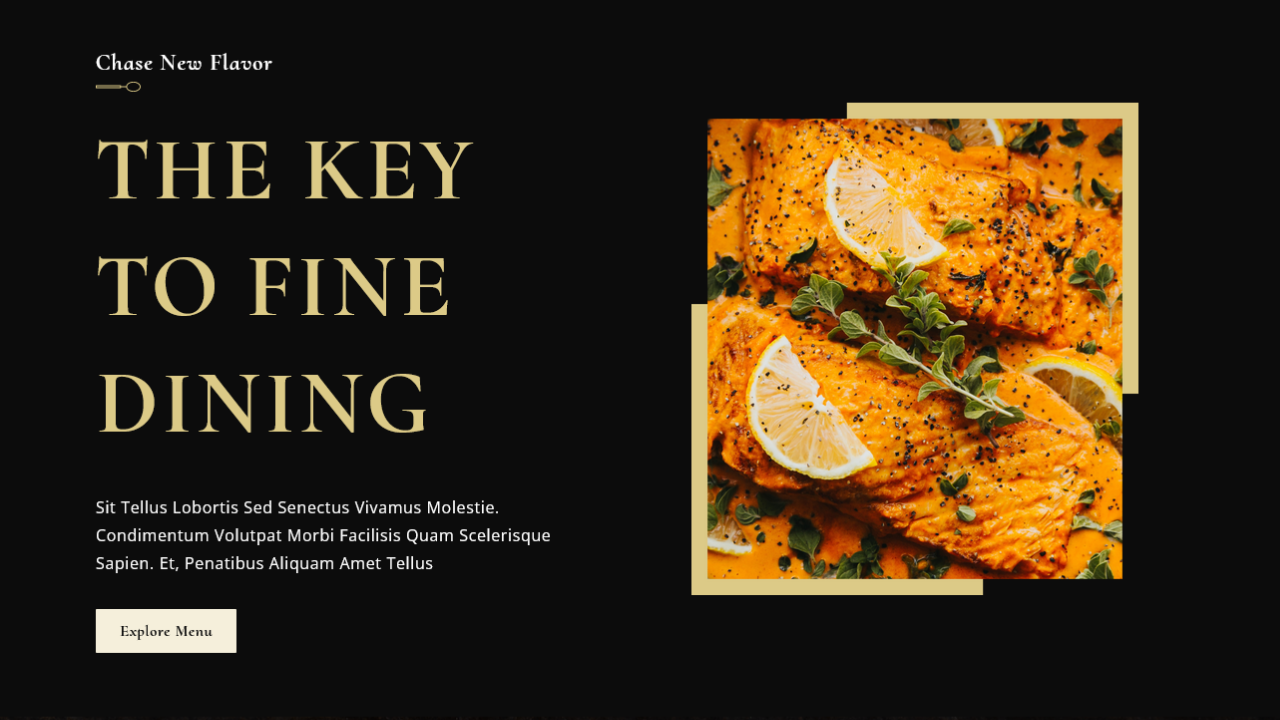 Chase New Flavor
THE KEY
TO FINE
DINING
Sit Tellus Lobortis Sed Senectus Vivamus Molestie.
Condimentum Volutpat Morbi Facilisis Quam Scelerisque
Sapien. Et, Penatibus Aliquam Amet Tellus
Explore Menu